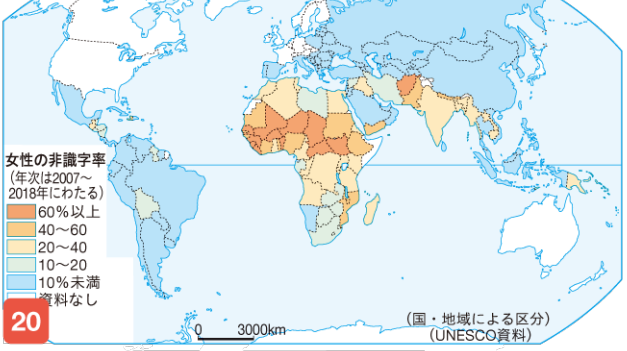 女性の非識字率
(年次は2007〜
2018年にわたる)
60%以上
40〜60
20〜40
10〜20
10%未満
資料なし
20
0 3000km
(国・地域による区分)
(UNESCO資料)